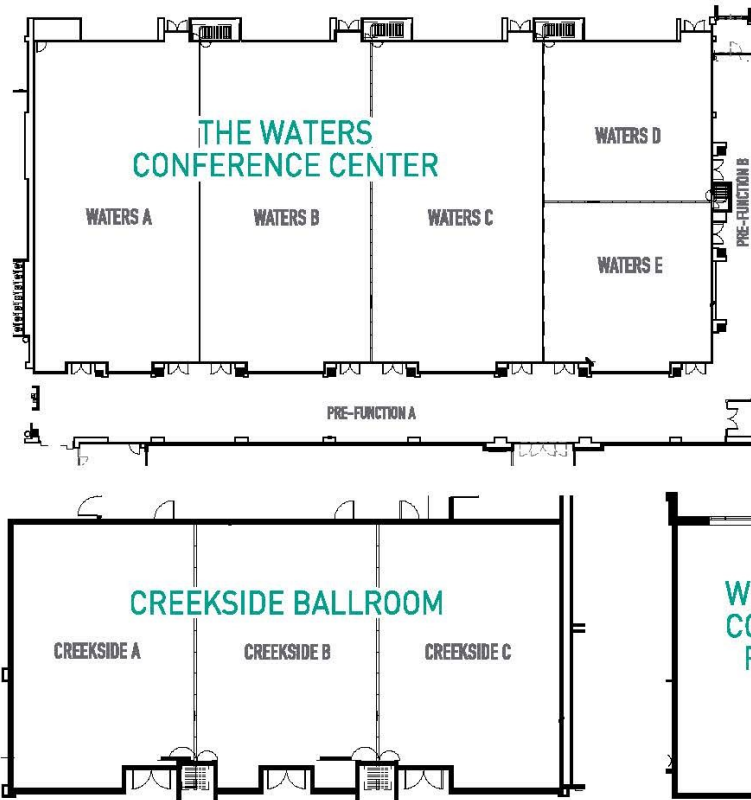 THE WATERS
CONFERENCE CENTER
WATERS A
WATERS B
WATERS C
WATERS D
WATERS E
PRE-FUNCTION B
PRE-FUNCTION A
CREEKSIDE BALLROOM
CREEKSIDE A
CREEKSIDE B
CREEKSIDE C